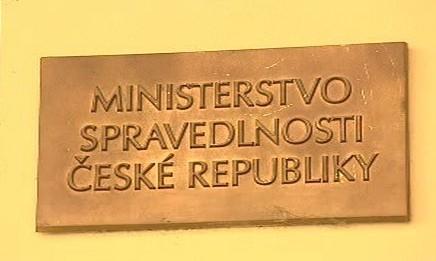 MINISTERSTVO
SPRAVEDLNOSTI
ČESKÉ REPUBLIKY